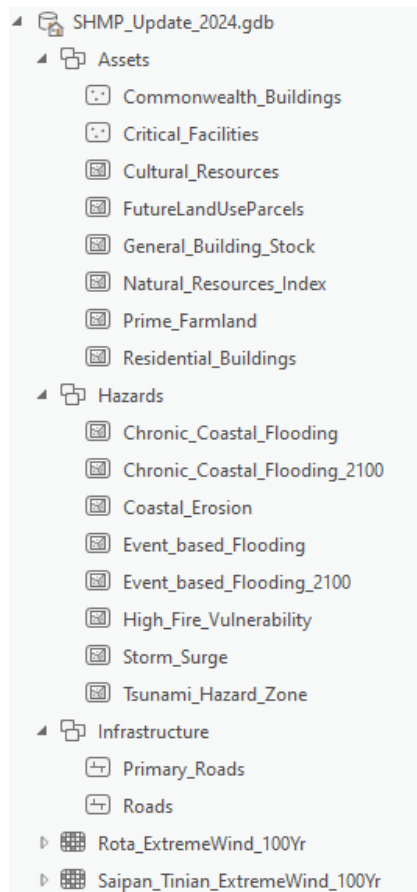 SHMP_Update_2024.gdb
Assets
Commonwealth_Buildings
Critical_Facilities
Cultural_Resources
FutureLandUseParcels
General_Building_Stock
Natural_Resources_Index
Prime_Farmland
Residential_Buildings
Hazards
Chronic_Coastal_Flooding
Chronic_Coastal_Flooding_2100
Coastal_Erosion
Event_based_Flooding
Event_based_Flooding_2100
High_Fire_Vulnerability
Storm_Surge
Tsunami_Hazard_Zone
Infrastructure
Primary_Roads
Roads
Rota_ExtremeWind_100Yr
Saipan_Tinian_ExtremeWind_100Yr